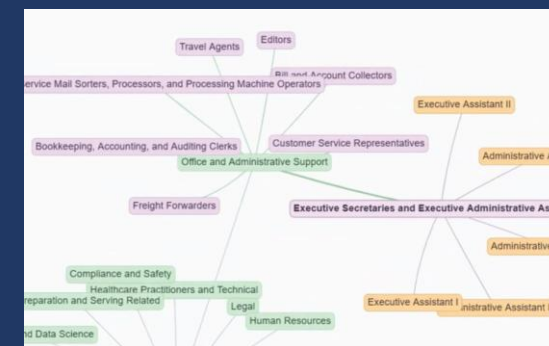 Editors
Travel Agents
Bill and Account Collectors
ervice Mail Sorters, Processors, and Processing Machine Operators
Executive Assistant II
Customer Service Representatives
Bookkeeping, Accounting, and Auditing Clerks
Administrative
Office and Administrative Support
Freight Forwarders
Executive Secretaries and Executive Administrative As
Administrative
Compliance and Safety
Healthcare Practitioners and Technical
reparation and Serving Related
Executive Assistant I
nistrative Assistant
Legal
Human Resources
nd Data Science